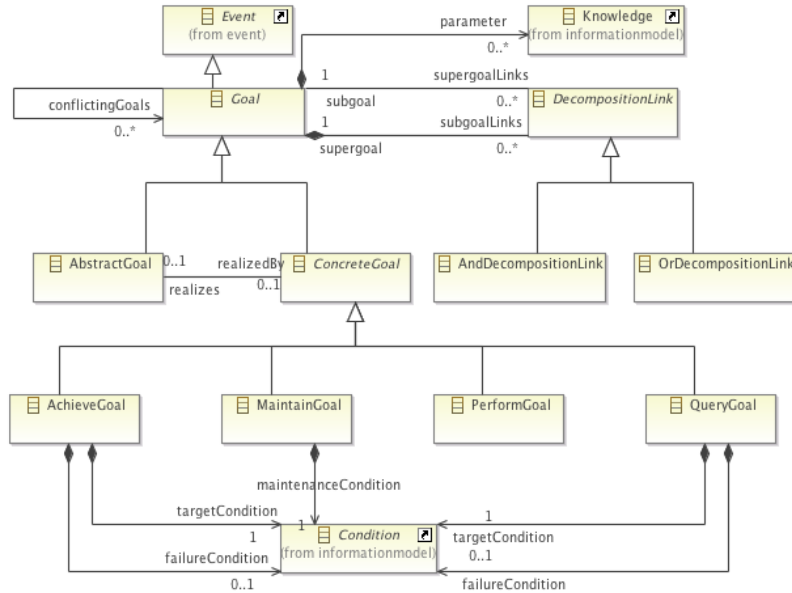 Event
(from event)
parameter
0..*
Knowledge
(from informationmodel)
1
supergoalLinks
conflictingGoals
0..*
Goal
subgoal
0..*
DecompositionLink
1
subgoalLinks
supergoal
0..*
AbstractGoal
0..1
realizedBy
realizes
0..1
ConcreteGoal
AndDecompositionLink
OrDecompositionLink
AchieveGoal
MaintainGoal
PerformGoal
QueryGoal
maintenanceCondition
targetCondition
1
1
1
targetCondition
Condition
(from informationmodel)
failureCondition
0..1
0..1
failureCondition